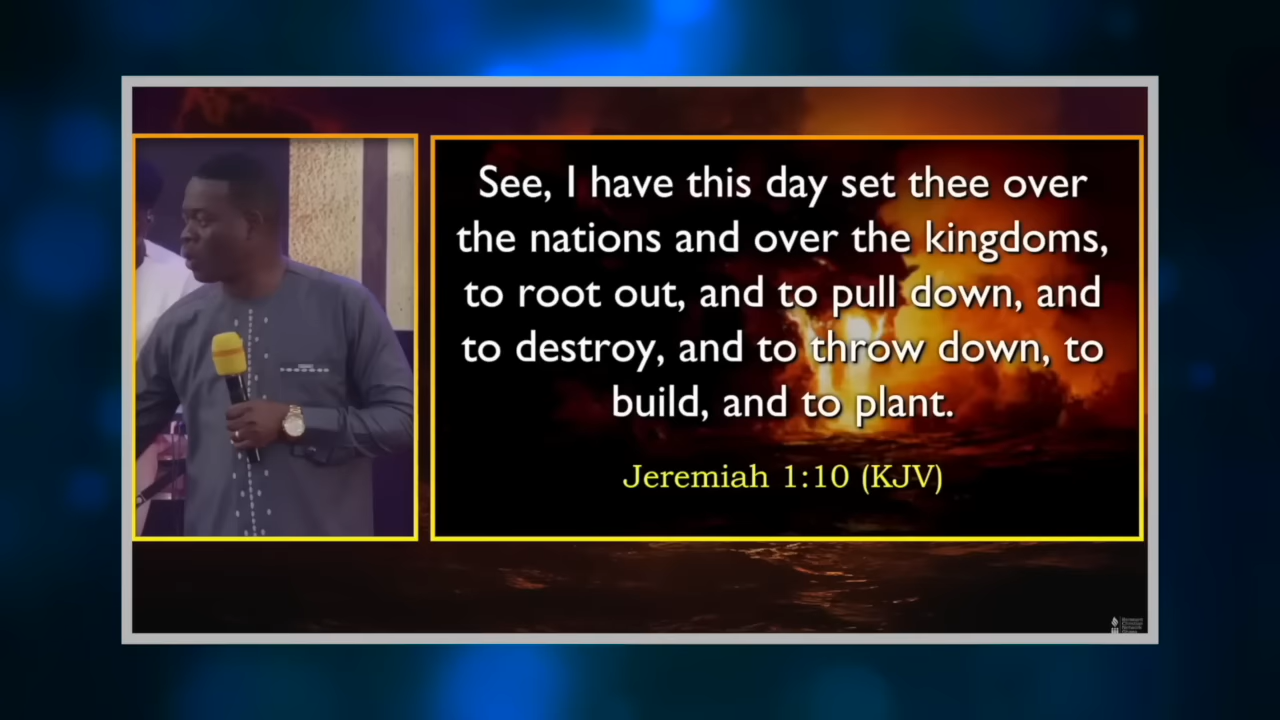 See, I have this day set thee over
the nations and over the kingdoms,
to root out, and to pull down, and
to destroy, and to throw down, to
build, and to plant.
Jeremiah 1:10 (KJV)